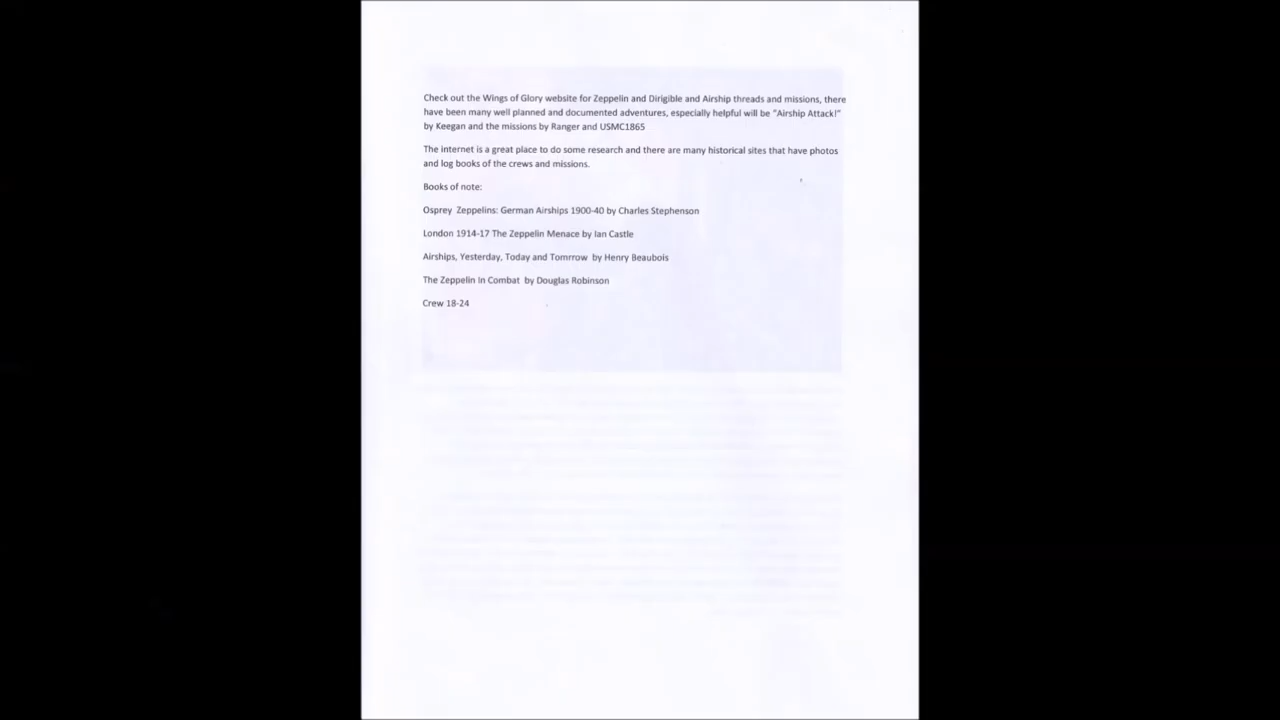 Check out the Wings of Glory website for Zeppelin and Dirigible and Airship threads and missions, there
have been many well planned and documented adventures, especially helpful will be "Airship Attack!"
by Keegan and the missions by Ranger and USMC1865
The internet is a great place to do some research and there are many historical sites that have photos
and log books of the crews and missions.
Books of note:
Osprey Zeppelins: German Airships 1900-40 by Charles Stephenson
London 1914-17 The Zeppelin Menace by Ian Castle
Airships, Yesterday, Today and Tomrrow by Henry Beaubois
The Zeppelin In Combat by Douglas Robinson
Crew 18-24